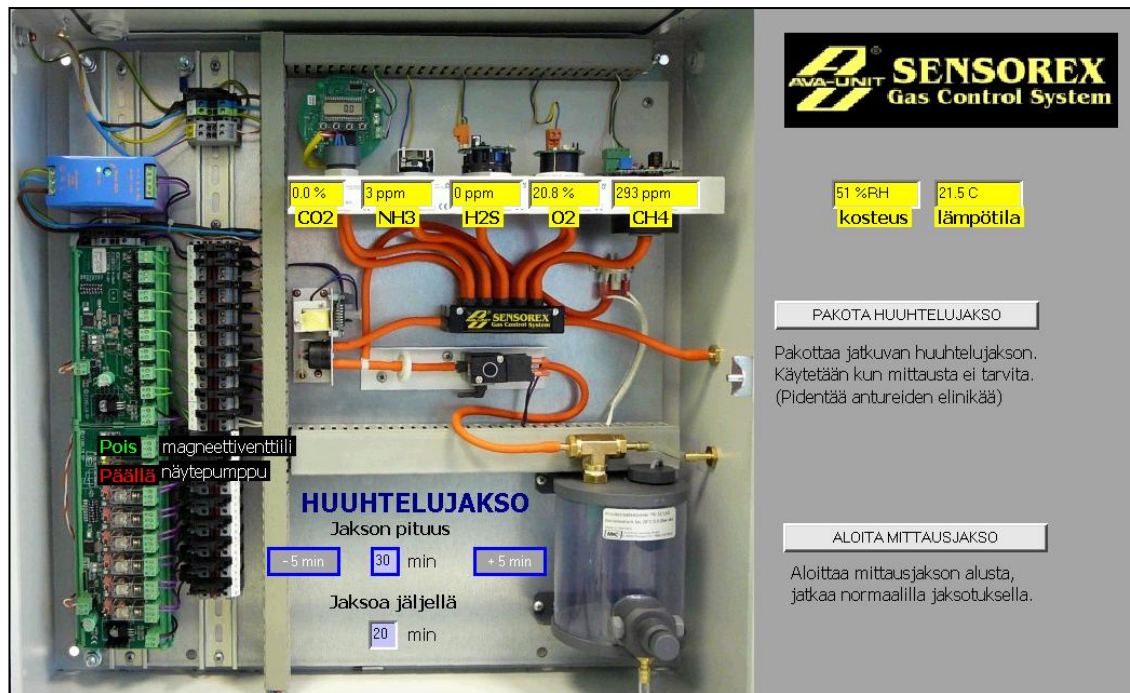 AVA-UNIT
®
SENSOREX
Gas Control System
0.0
0.0 %
3 ppm
0 ppm
20.8 %
293 ppm
CO2
NH3
H2S
O2
CH4
51 %RH
21.5 C
kosteus
lämpötila
SENSOREX
Gas Control System
PAKOTA HUUHTELUJAKSO
Pakottaa jatkuvan huuhtelujakson.
Käytetään kun mittausta ei tarvita.
(Pidentää antureiden elinikää)
Pois magneettiventtiili
Päällä näytepumppu
HUUHTELUJAKSO
Jakson pituus
- 5 min
30 min
+ 5 min
Jaksoa jäljellä
20 min
ALOITA MITTAUSJAKSO
Aloittaa mittausjakson alusta,
jatkaa normaalilla jaksotuksella.